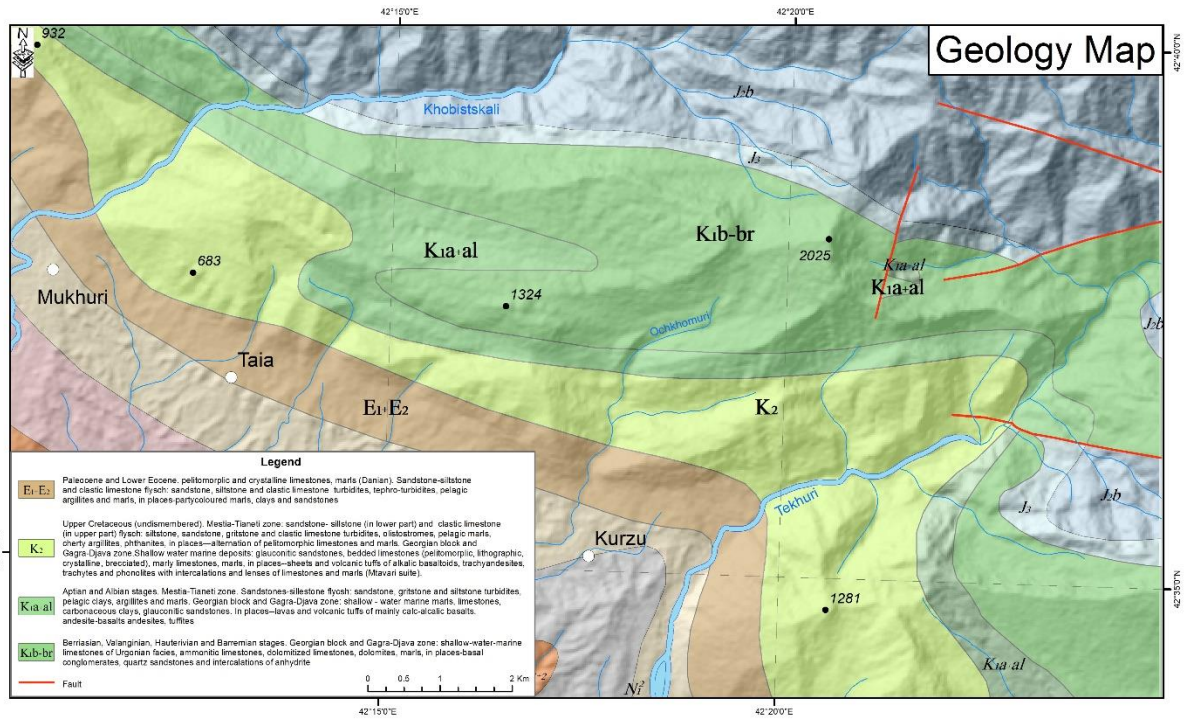 42°15'0"E
42°20'0"E
932
N
Geology Map
42°40'0"N
J2b
Khobistskali
J3
K1a+al
K1b-br
2025
K1a-al
K1a+al
683
1324
Mukhuri
Ochkhomuri
J2b
Taia
E1+E2
K2
Tekhuri
J3
J2b
Kurzu
42°35'0"N
1281
K1a-al
N1²
Legend
E1-E2
Paleocene and Lower Eocene. pelitomorpic and crystalline limestones, marls (Danian). Sandstone-siltstone
and clastic limestone flysch: sandstone, siltstone and clastic limestone turbidites, tephro-turbidites, pelagic
argillites and marls, in places-partycoloured marls, clays and sandstones
K2
Upper Cretaceous (undismembered). Mestia-Tianeti zone: sandstone- sillstone (in lower part) and clastic limestone
(in upper part) flysch: siltstone, sandstone, gritstone and clastic limestone turbidites, olistostromes, pelagic marls,
cherty argillites, phthanites, in places—alternation of pelitomorphic limestones and marls. Georgian block and
Gagra-Djava zone.Shallow water marine deposits: glauconitic sandstones, bedded limestones (pelitomorpic, lithographic,
crystalline, brecciated), marly limestones, marls, in places--sheets and volcanic tuffs of alkalic basaltoids, trachyandesites,
trachytes and phonolites with intercalations and lenses of limestones and marls (Mtavari suite).
K1a-al
Aptian and Albian stages. Mestia-Tianeti zone. Sandstones-sillestone flyosh: sandstone, gritstone and siltstone turbidites,
pelagic clays, argillites and marls. Georgian block and Gagra-Djava zone: shallow - water marine marls, limestones,
carbonaceous clays, glauconitic sandstones. In places—lavas and volcanic tuffs of mainly calc-alcalic basalts.
andesite-basalts andesites, tuffites
K1b-br
Berriasian, Valanginian, Hauterivian and Barremian stages. Georgian block and Gagra-Djava zone: shallow-water-marine
limestones of Urgonian facies, ammonitic limestones, dolomitized limestones, dolomites, marls, in places-basal
conglomerates, quartz sandstones and intercalations of anhydrite
Fault
0 0.5 1 2 Km
42°15'0"E
42°20'0"E